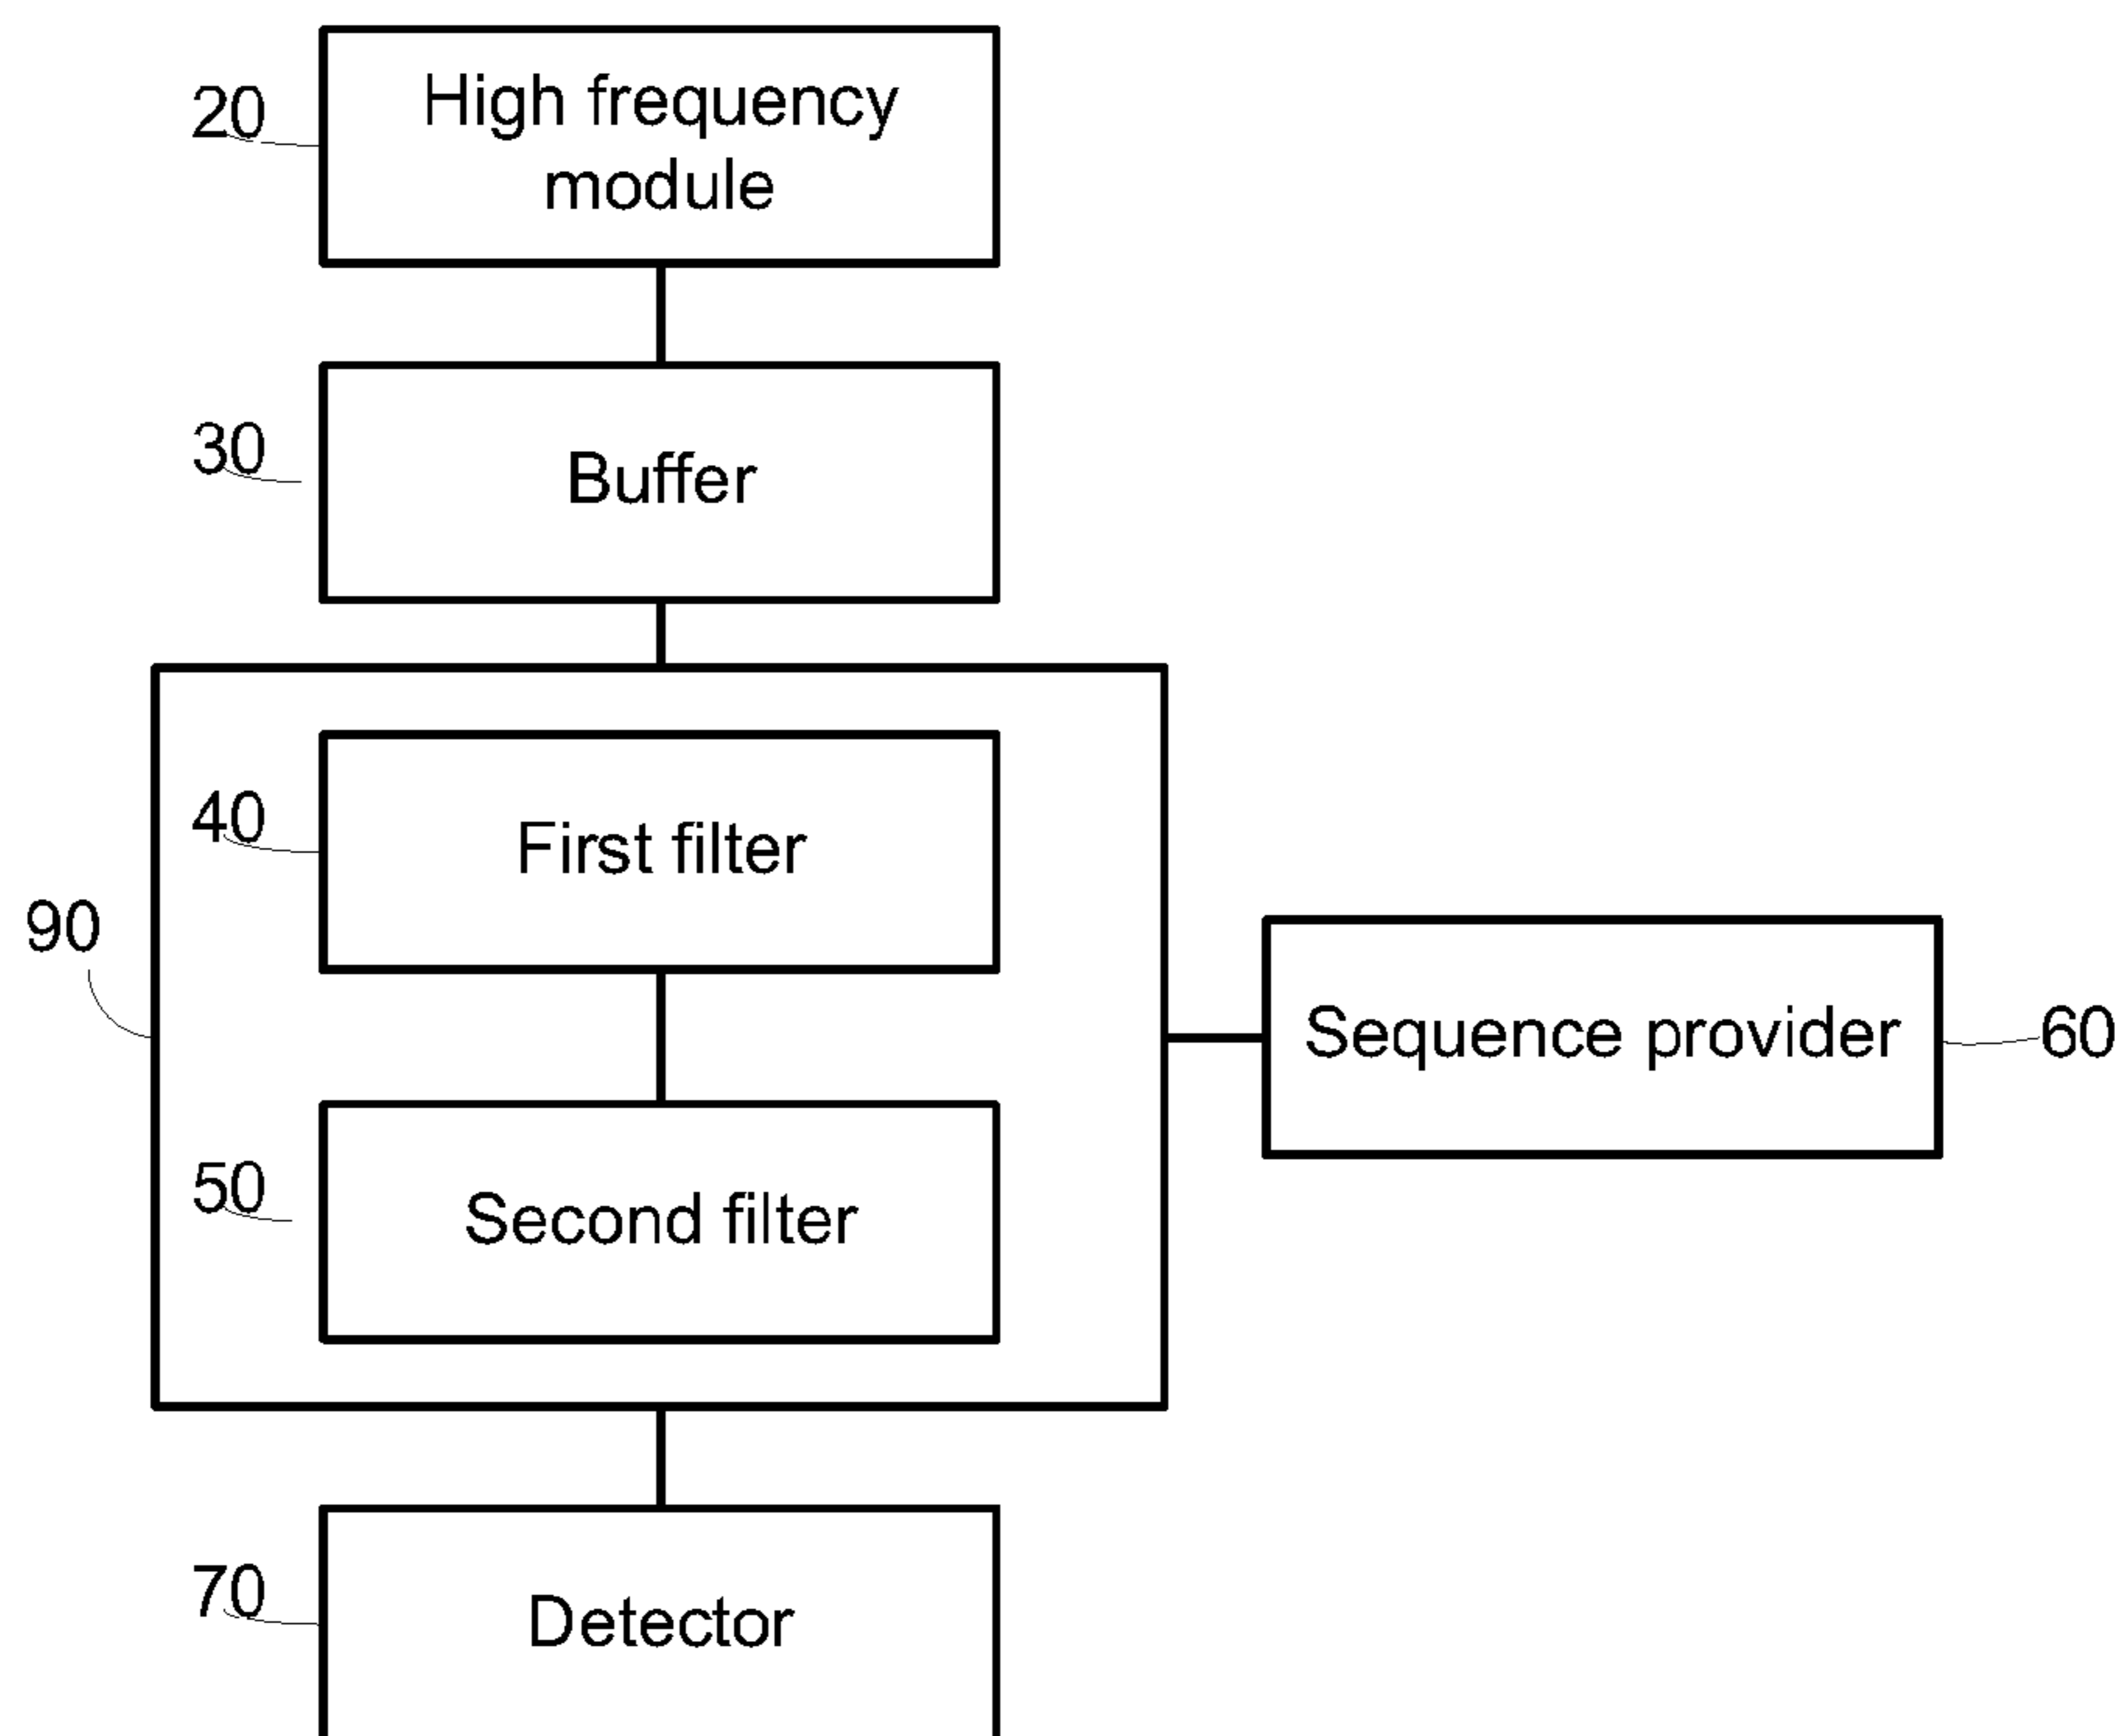 20
High frequency
module
30
Buffer
40
First filter
90
Sequence provider
60
50
Second filter
70
Detector